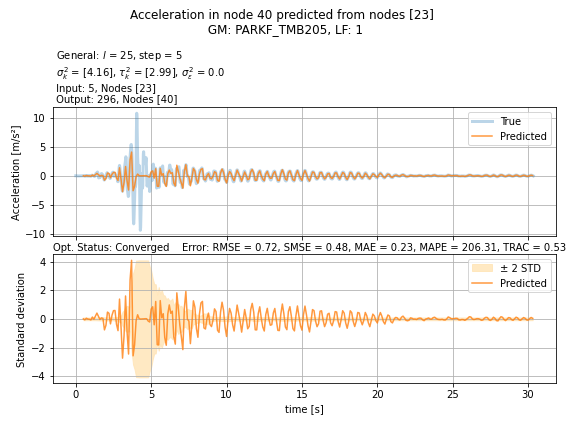 Acceleration in node 40 predicted from nodes [23]
GM: PARKF_TMB205, LF: 1
General: l = 25, step = 5
σ²ₖ = [4.16], τ²ₖ = [2.99], σ²ε = 0.0
Input: 5, Nodes [23]
Output: 296, Nodes [40]
Acceleration [m/s²]
10
5
0
−5
−10
True
Predicted
Opt. Status: Converged Error: RMSE = 0.72, SMSE = 0.48, MAE = 0.23, MAPE = 206.31, TRAC = 0.53
Standard deviation
4
2
0
−2
−4
± 2 STD
Predicted
0 5 10 15 20 25 30
time [s]